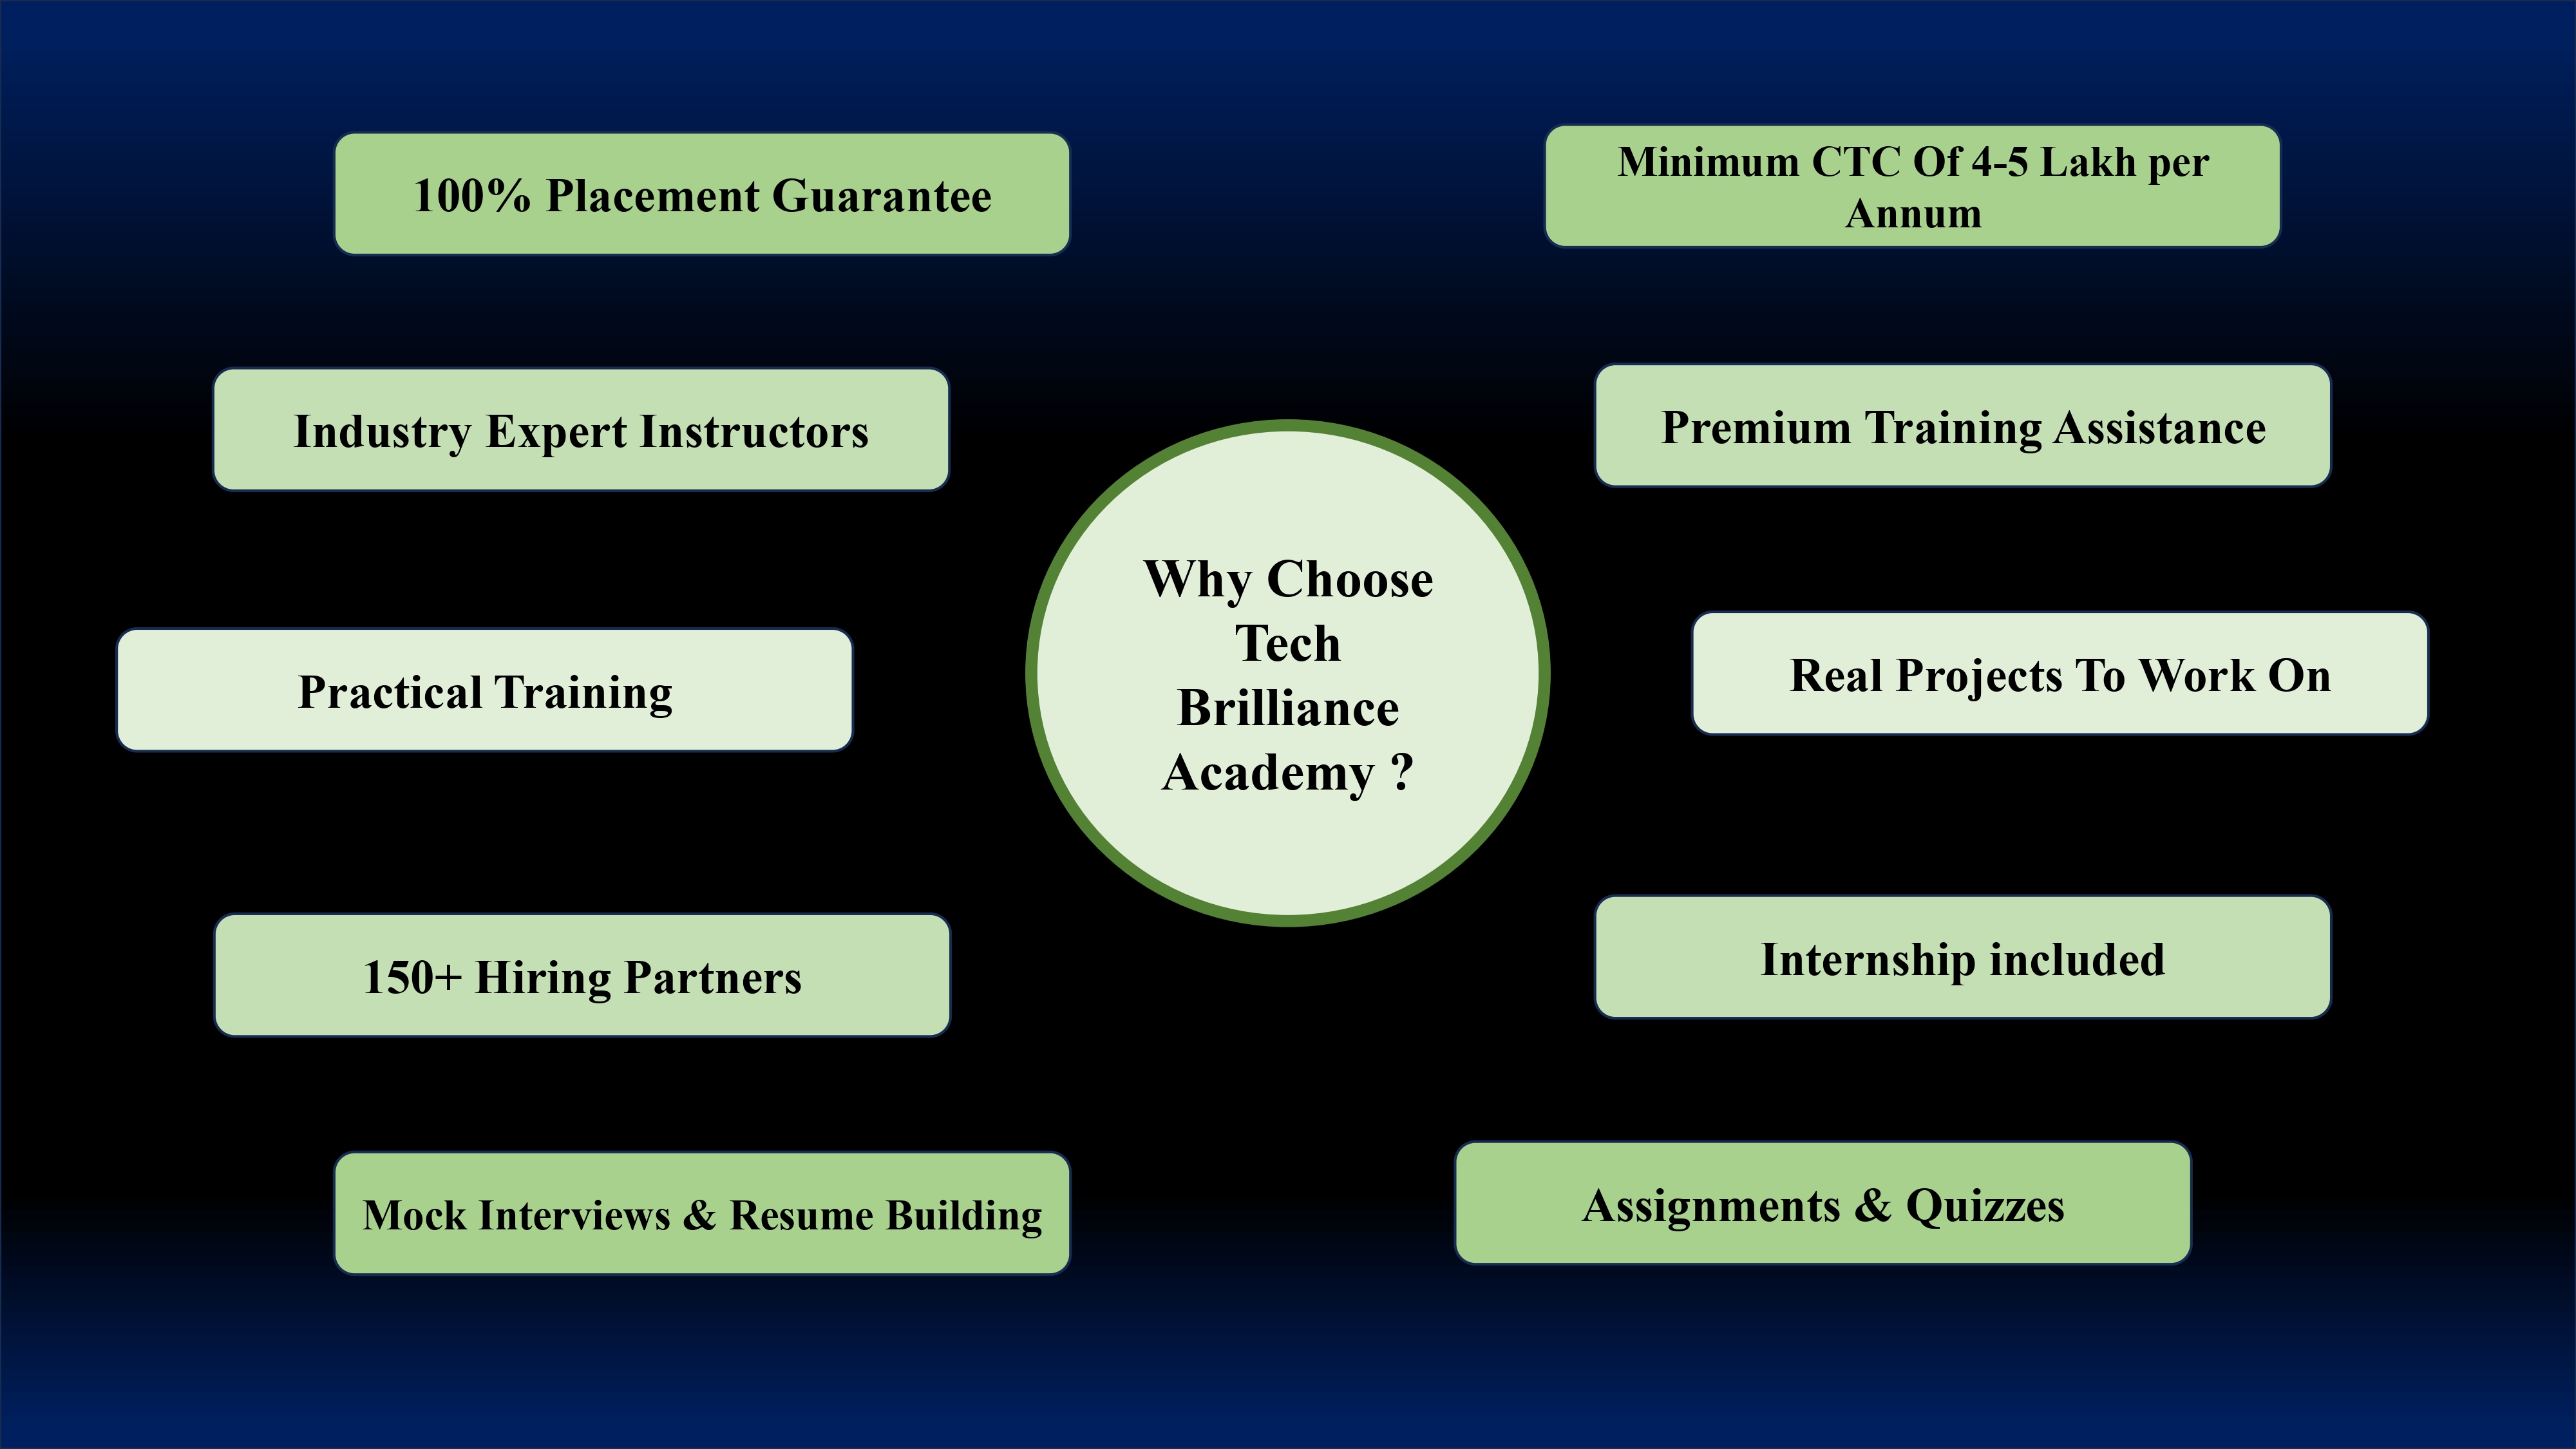 100% Placement Guarantee
Minimum CTC Of 4-5 Lakh per
Annum
Industry Expert Instructors
Premium Training Assistance
Why Choose
Tech
Brilliance
Academy ?
Practical Training
Real Projects To Work On
150+ Hiring Partners
Internship included
Mock Interviews & Resume Building
Assignments & Quizzes